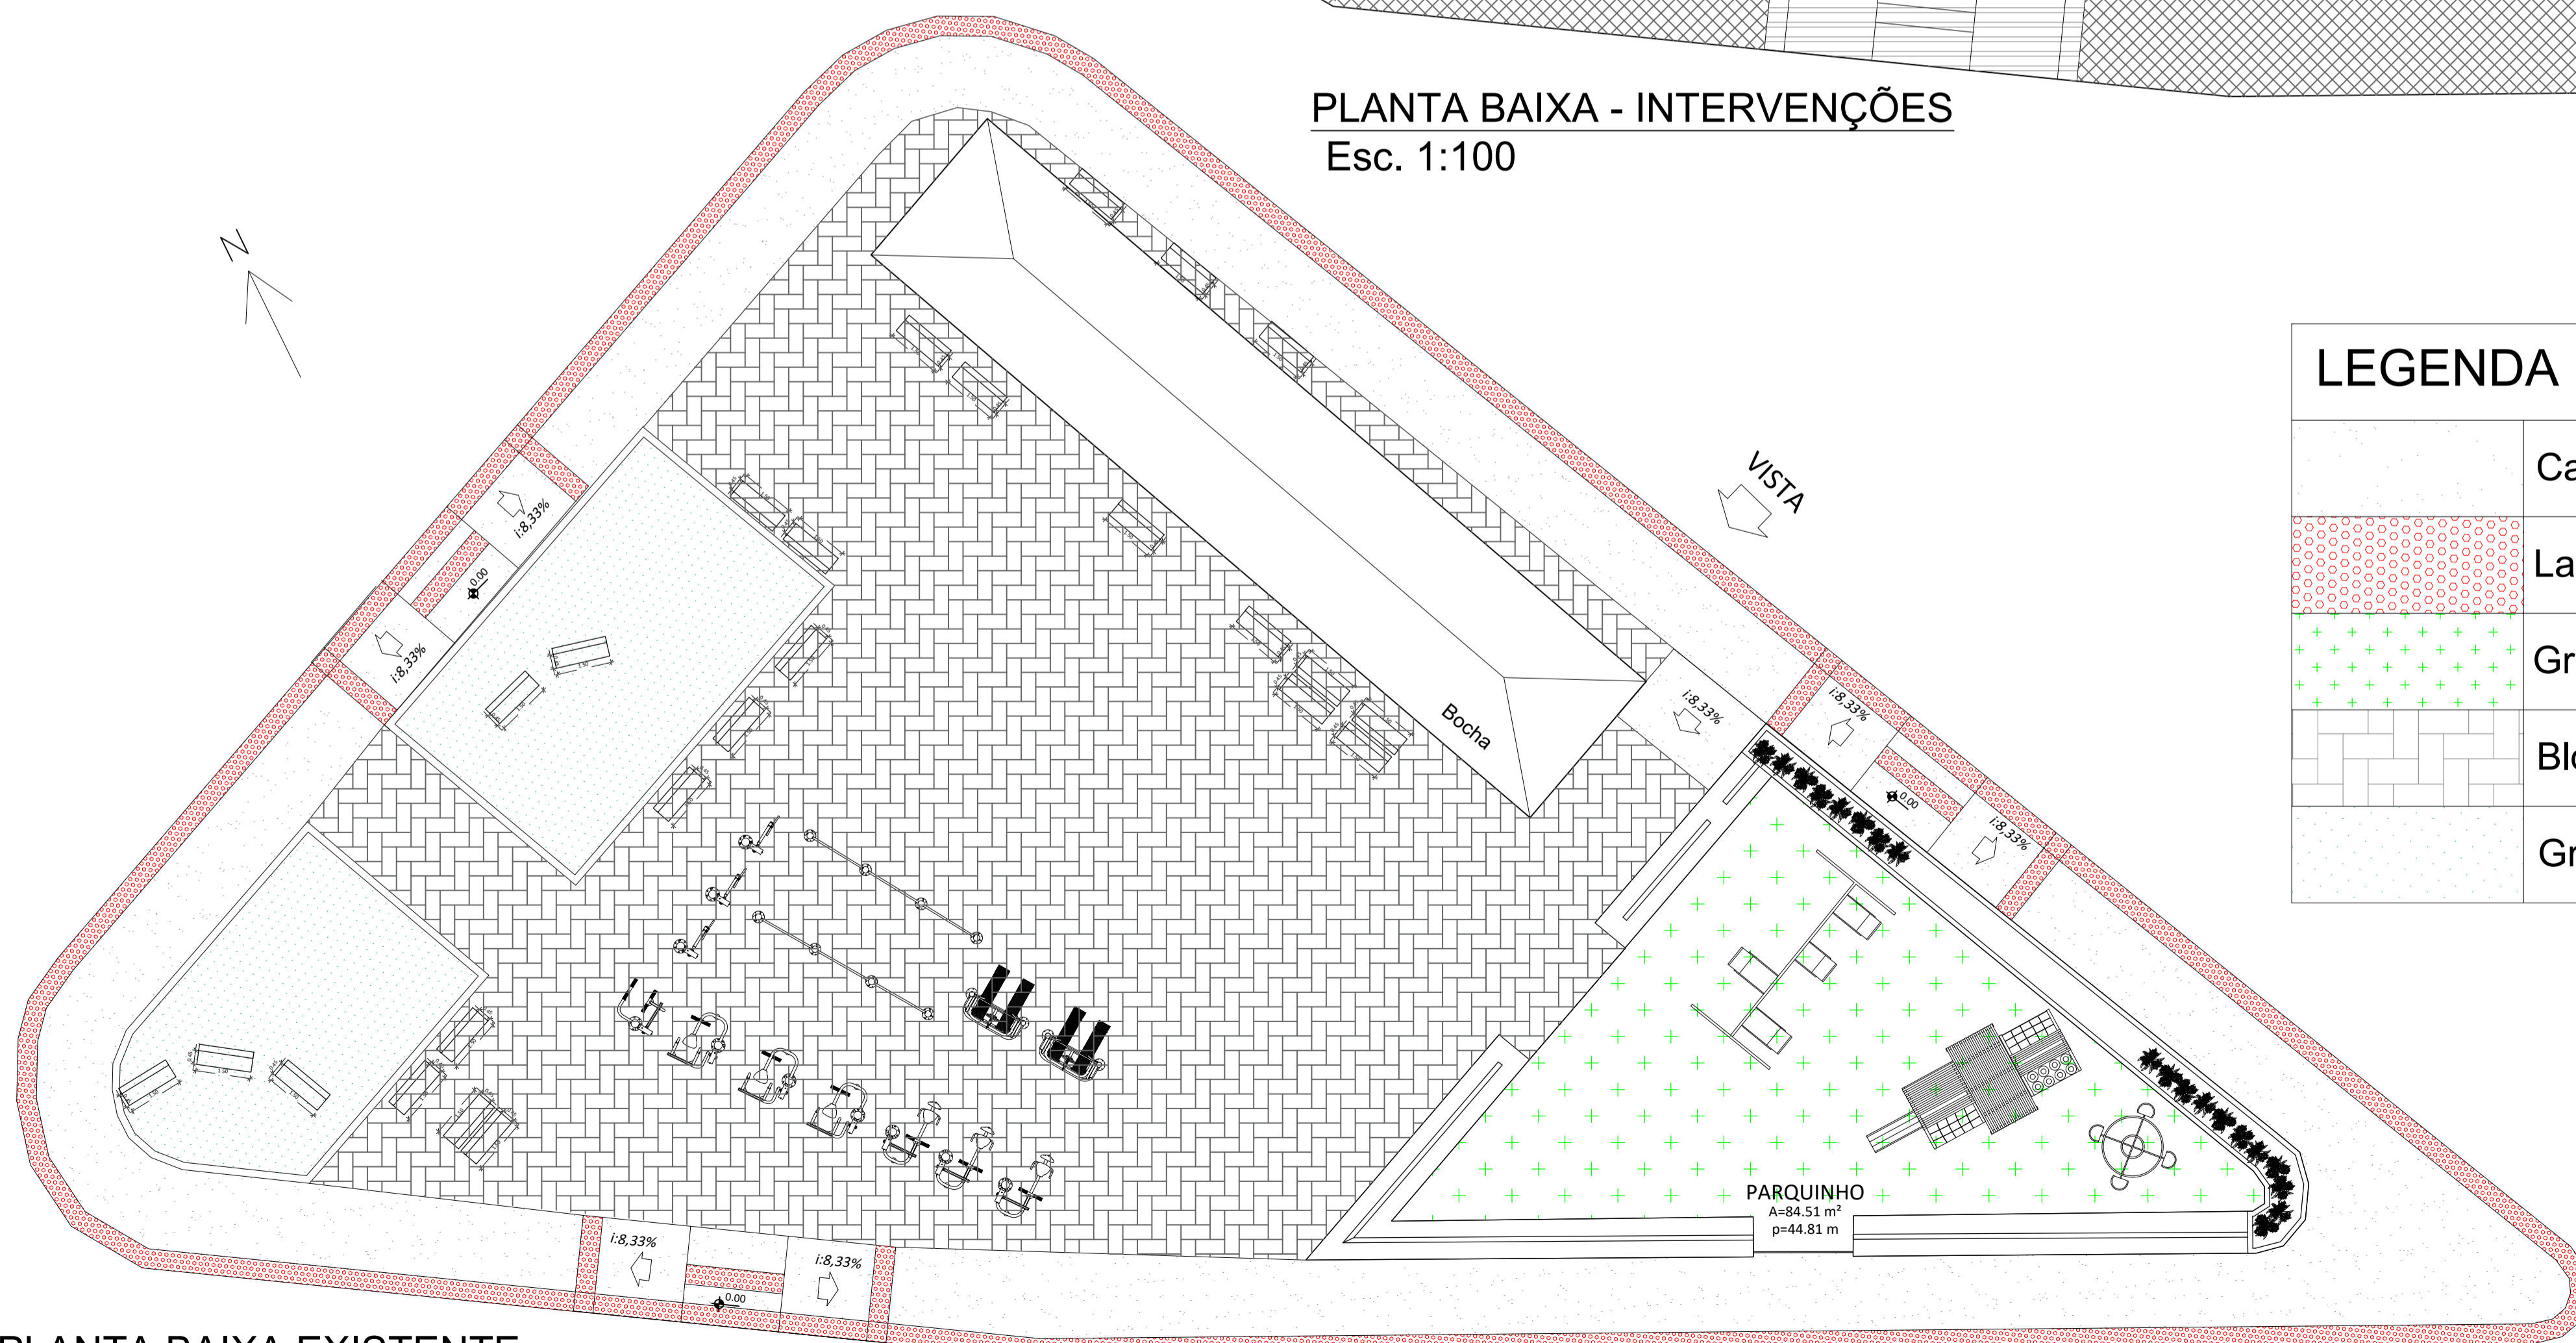 PLANTA BAIXA - INTERVENÇÕES
Esc. 1:100
N
VISTA
LEGENDA
Ca
La
Gr
Blo
Gr
i:8,33%
0.00
i:8,33%
Bocha
i:8,33%
i:8,33%
0.00
i:8,33%
PARQUINHO
A=84.51 m²
p=44.81 m
i:8,33%
i:8,33%
0.00
PLANTA BAIXA EXISTENTE